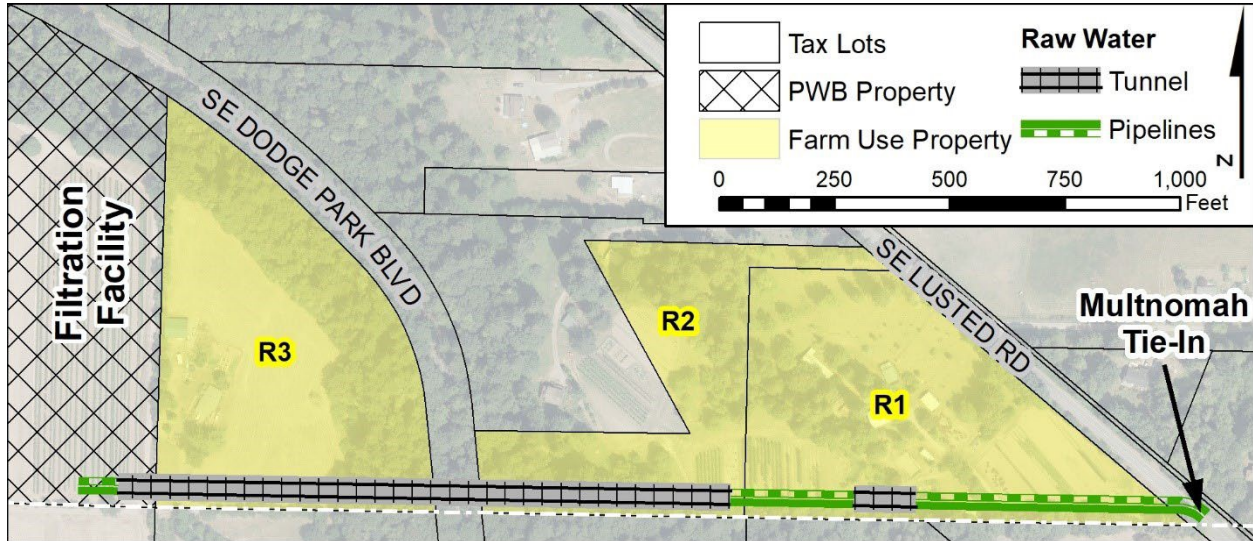 Tax Lots
PWB Property
Farm Use Property
Raw Water
Tunnel
Pipelines
0 250 500 750 1,000
Feet
N
SE DODGE PARK BLVD
SE LUSTED RD
Filtration
Facility
R3
R2
R1
Multnomah
Tie-In